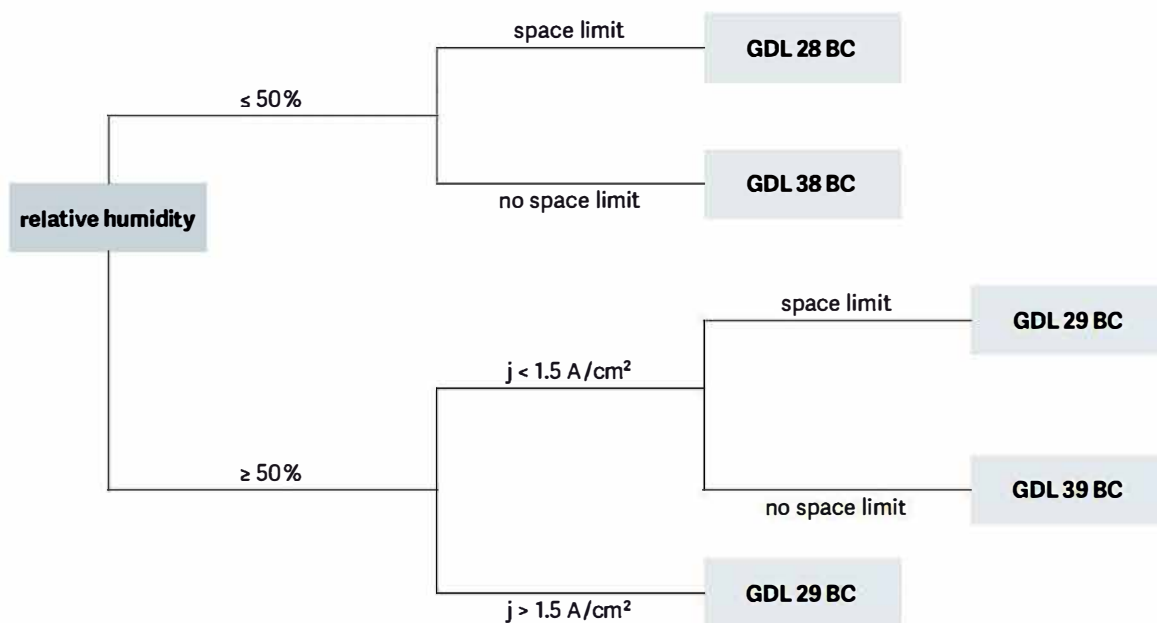 space limit
GDL 28 BC
≤ 50%
GDL 38 BC
no space limit
relative humidity
space limit
GDL 29 BC
j < 1.5 A/cm²
≥ 50%
GDL 39 BC
no space limit
GDL 29 BC
j > 1.5 A/cm²